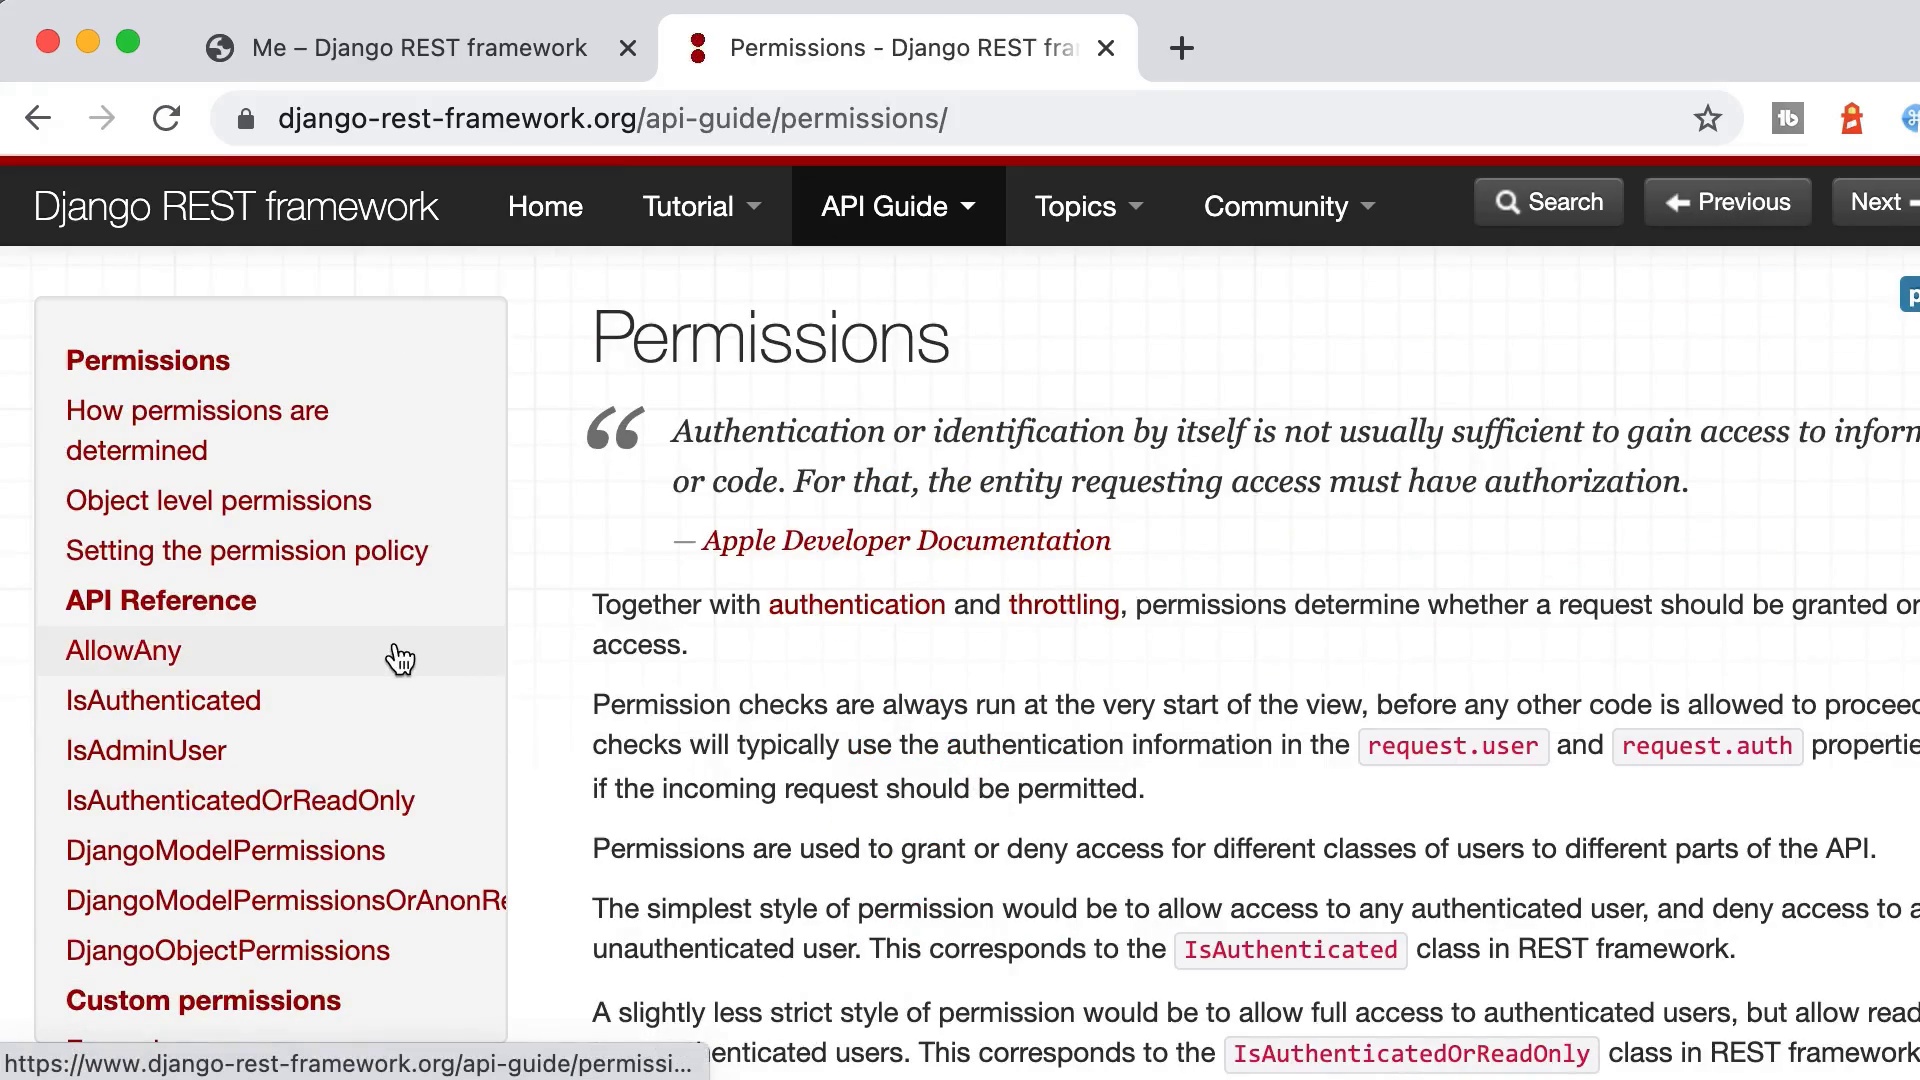 Me – Django REST framework
Permissions - Django REST fra
django-rest-framework.org/api-guide/permissions/
Django REST framework
Home
Tutorial
API Guide
Topics
Community
Search
Previous
Next
Permissions
How permissions are
determined
Object level permissions
Setting the permission policy
API Reference
AllowAny
IsAuthenticated
IsAdminUser
IsAuthenticatedOrReadOnly
DjangoModelPermissions
DjangoModelPermissionsOrAnonRe
DjangoObjectPermissions
Custom permissions
https://www.django-rest-framework.org/api-guide/permissi...
Permissions
“ Authentication or identification by itself is not usually sufficient to gain access to inform
or code. For that, the entity requesting access must have authorization.
— Apple Developer Documentation
Together with authentication and throttling, permissions determine whether a request should be granted or
access.
Permission checks are always run at the very start of the view, before any other code is allowed to proceed
checks will typically use the authentication information in the request.user and request.auth propertie
if the incoming request should be permitted.
Permissions are used to grant or deny access for different classes of users to different parts of the API.
The simplest style of permission would be to allow access to any authenticated user, and deny access to a
unauthenticated user. This corresponds to the IsAuthenticated class in REST framework.
A slightly less strict style of permission would be to allow full access to authenticated users, but allow read
enticated users. This corresponds to the IsAuthenticatedOrReadOnly class in REST framework